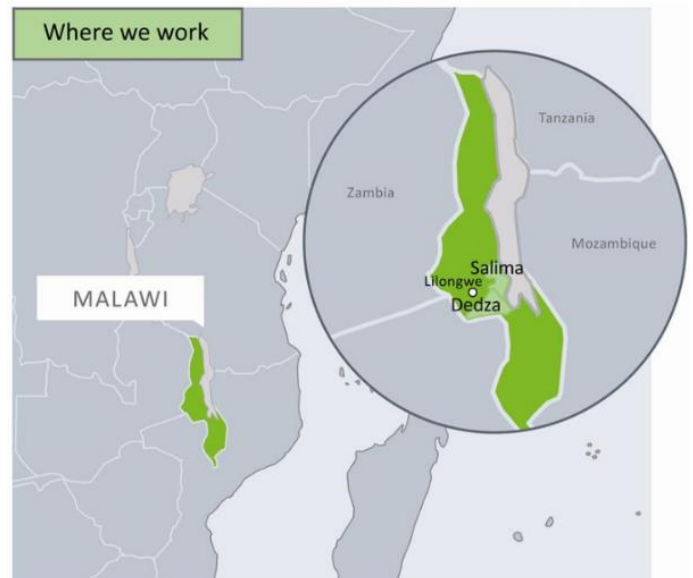 Where we work
Tanzania
Zambia
Mozambique
Salima
Lilongwe
Dedza
MALAWI